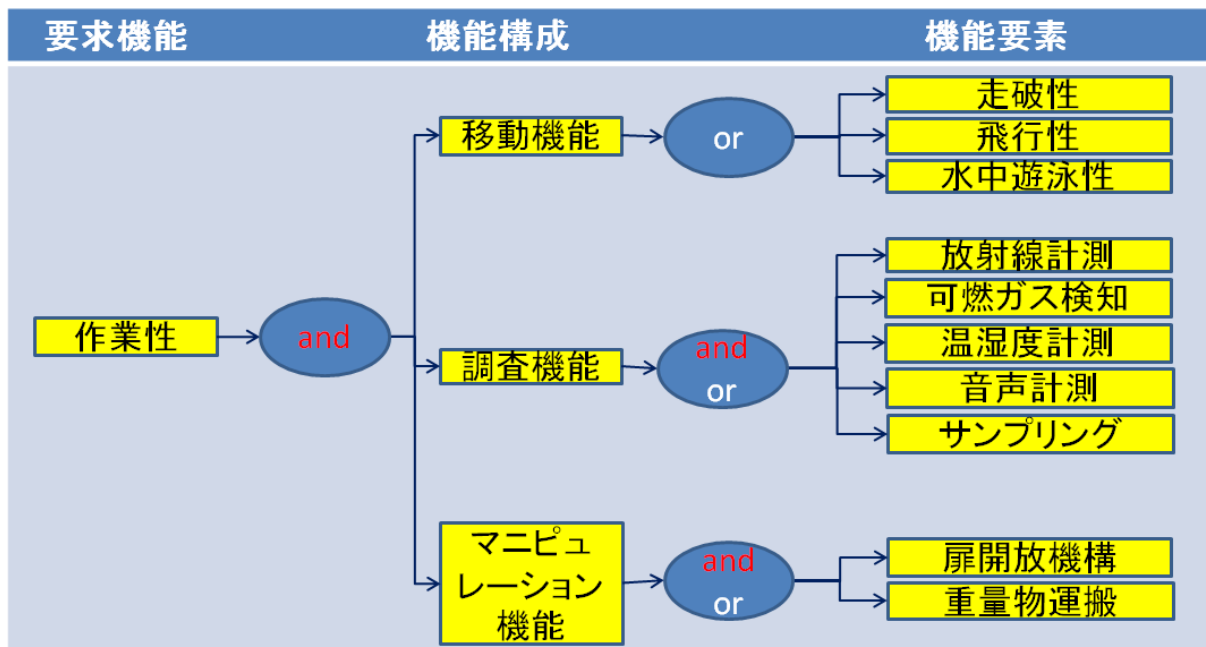 要求機能
機能構成
機能要素
作業性
and
移動機能
or
走破性
飛行性
水中遊泳性
調査機能
and
or
放射線計測
可燃ガス検知
温湿度計測
音声計測
サンプリング
マニピュ
レーション
機能
and
or
扉開放機構
重量物運搬